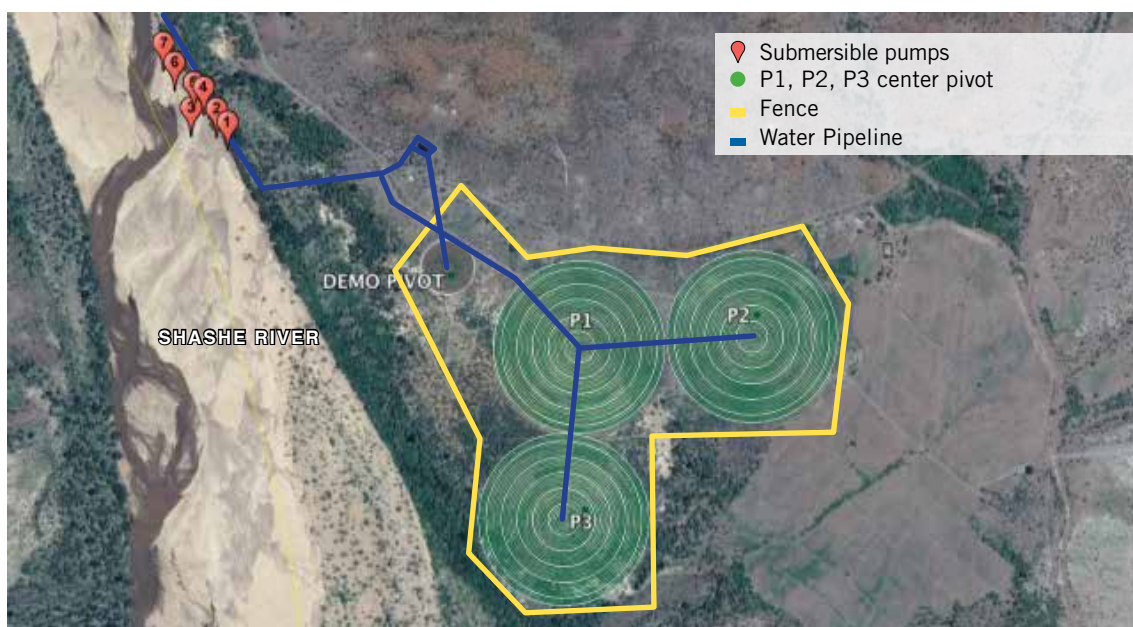 7
6
5
4
3
2
1
Submersible pumps
P1, P2, P3 center pivot
Fence
Water Pipeline
DEMO PIVOT
P1
P2
SHASHE RIVER
P3